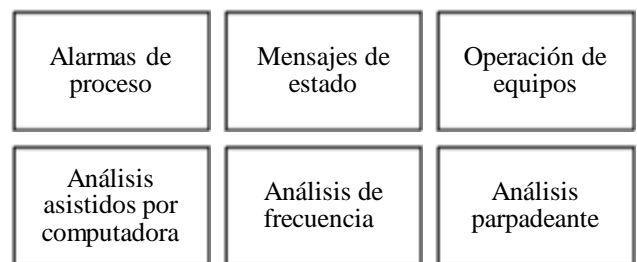 Alarmas de
proceso
Mensajes de
estado
Operación de
equipos
Análisis
asistidos por
computadora
Análisis de
frecuencia
Análisis
parpadeante